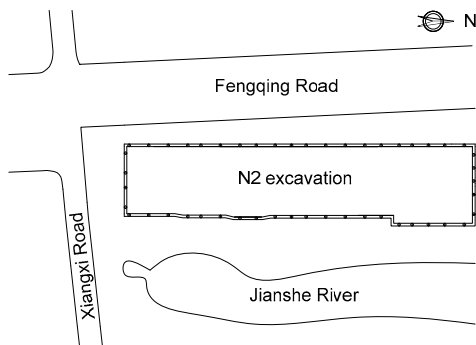 N
Fengqing Road
N2 excavation
Xiangxi Road
Jianshe River